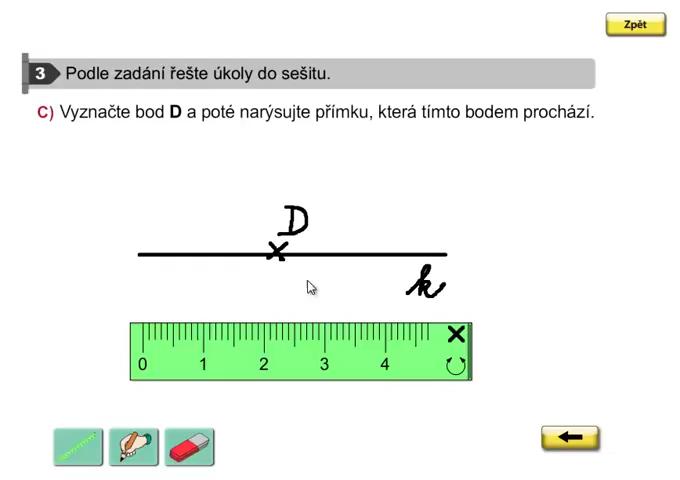 Zpět
3 Podle zadání řešte úkoly do sešitu.
C) Vyznačte bod D a poté narýsujte přímku, která tímto bodem prochází.
D
k
0 1 2 3 4